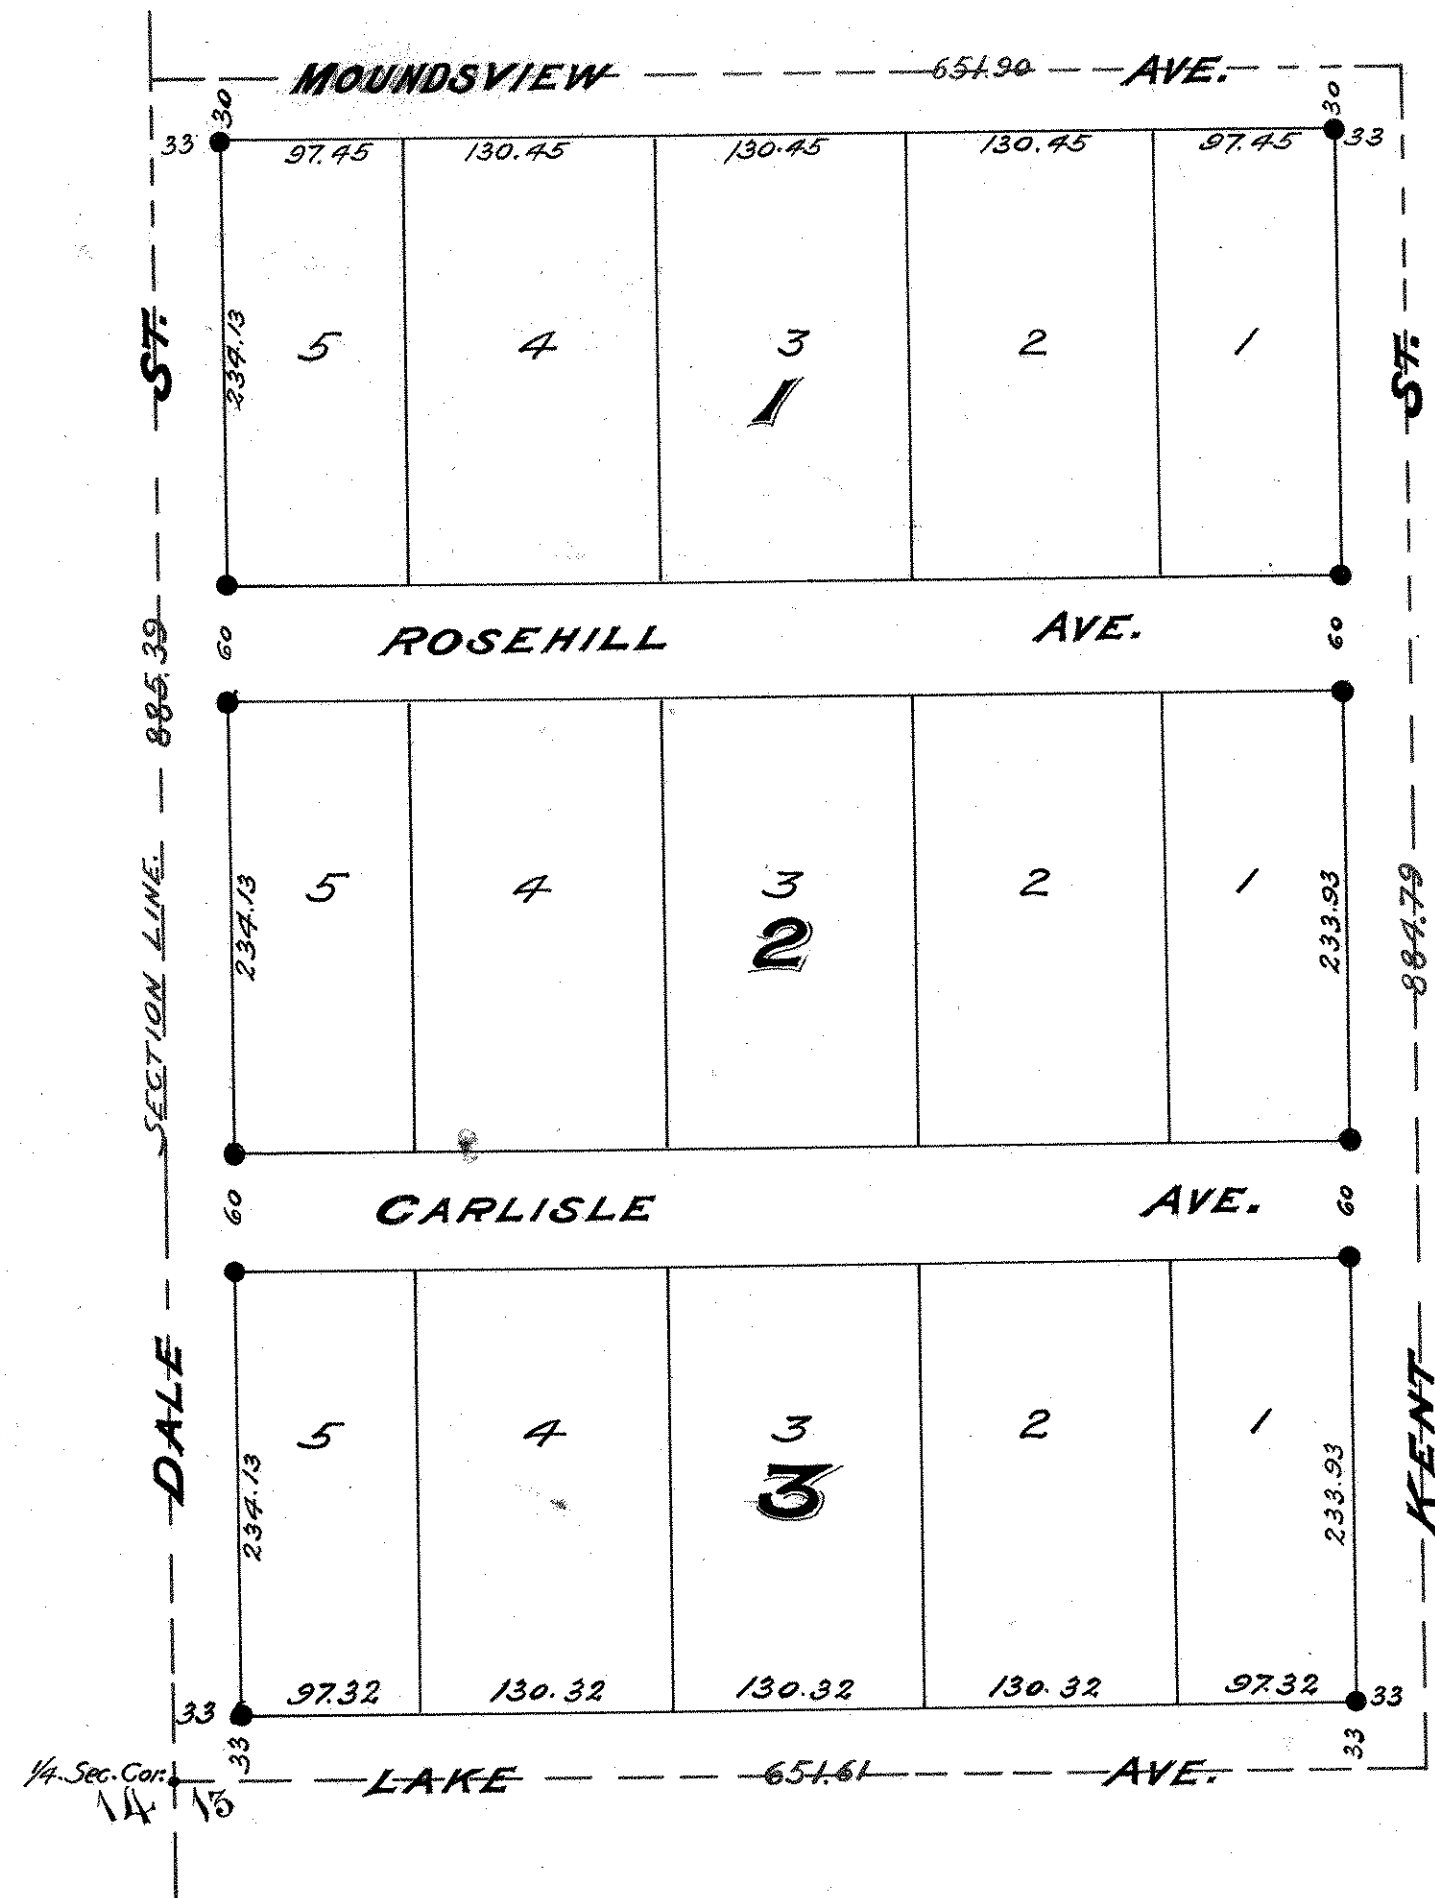 MOUNDSVIEW 651.90 AVE.
30 30
33 33
97.45 130.45 130.45 130.45 97.45
ST. ST.
234.13
5 4 3 2 1
1
885.39
60 ROSEHILL AVE. 60
SECTION LINE.
5 4 3 2 1
2
234.13 233.93
884.79
60 CARLISLE AVE. 60
DALE KENT
5 4 3 2 1
3
234.13 233.93
97.32 130.32 130.32 130.32 97.32
33 33
33 33
1/4. Sec. Cor. LAKE 651.61 AVE.
14 13